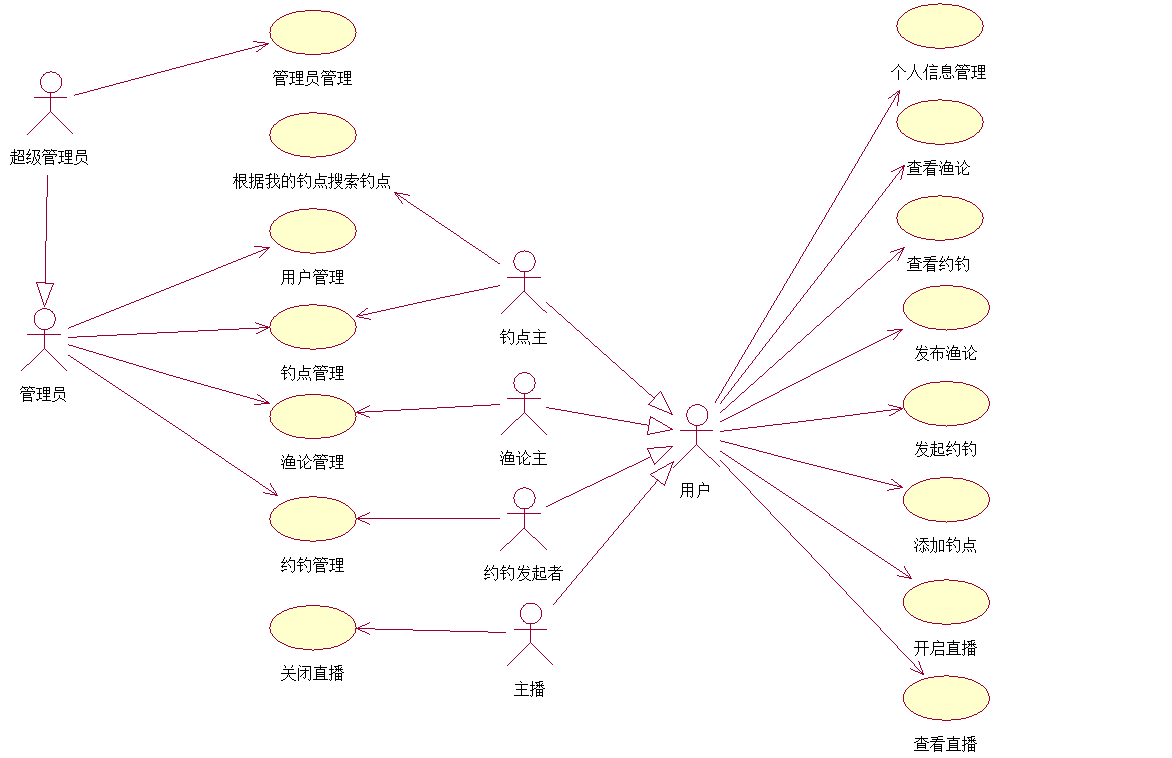 超级管理员
管理员
管理员管理
根据我的钓点搜索钓点
用户管理
钓点管理
渔论管理
约钓管理
关闭直播
钓点主
渔论主
约钓发起者
主播
用户
个人信息管理
查看渔论
查看约钓
发布渔论
发起约钓
添加钓点
开启直播
查看直播